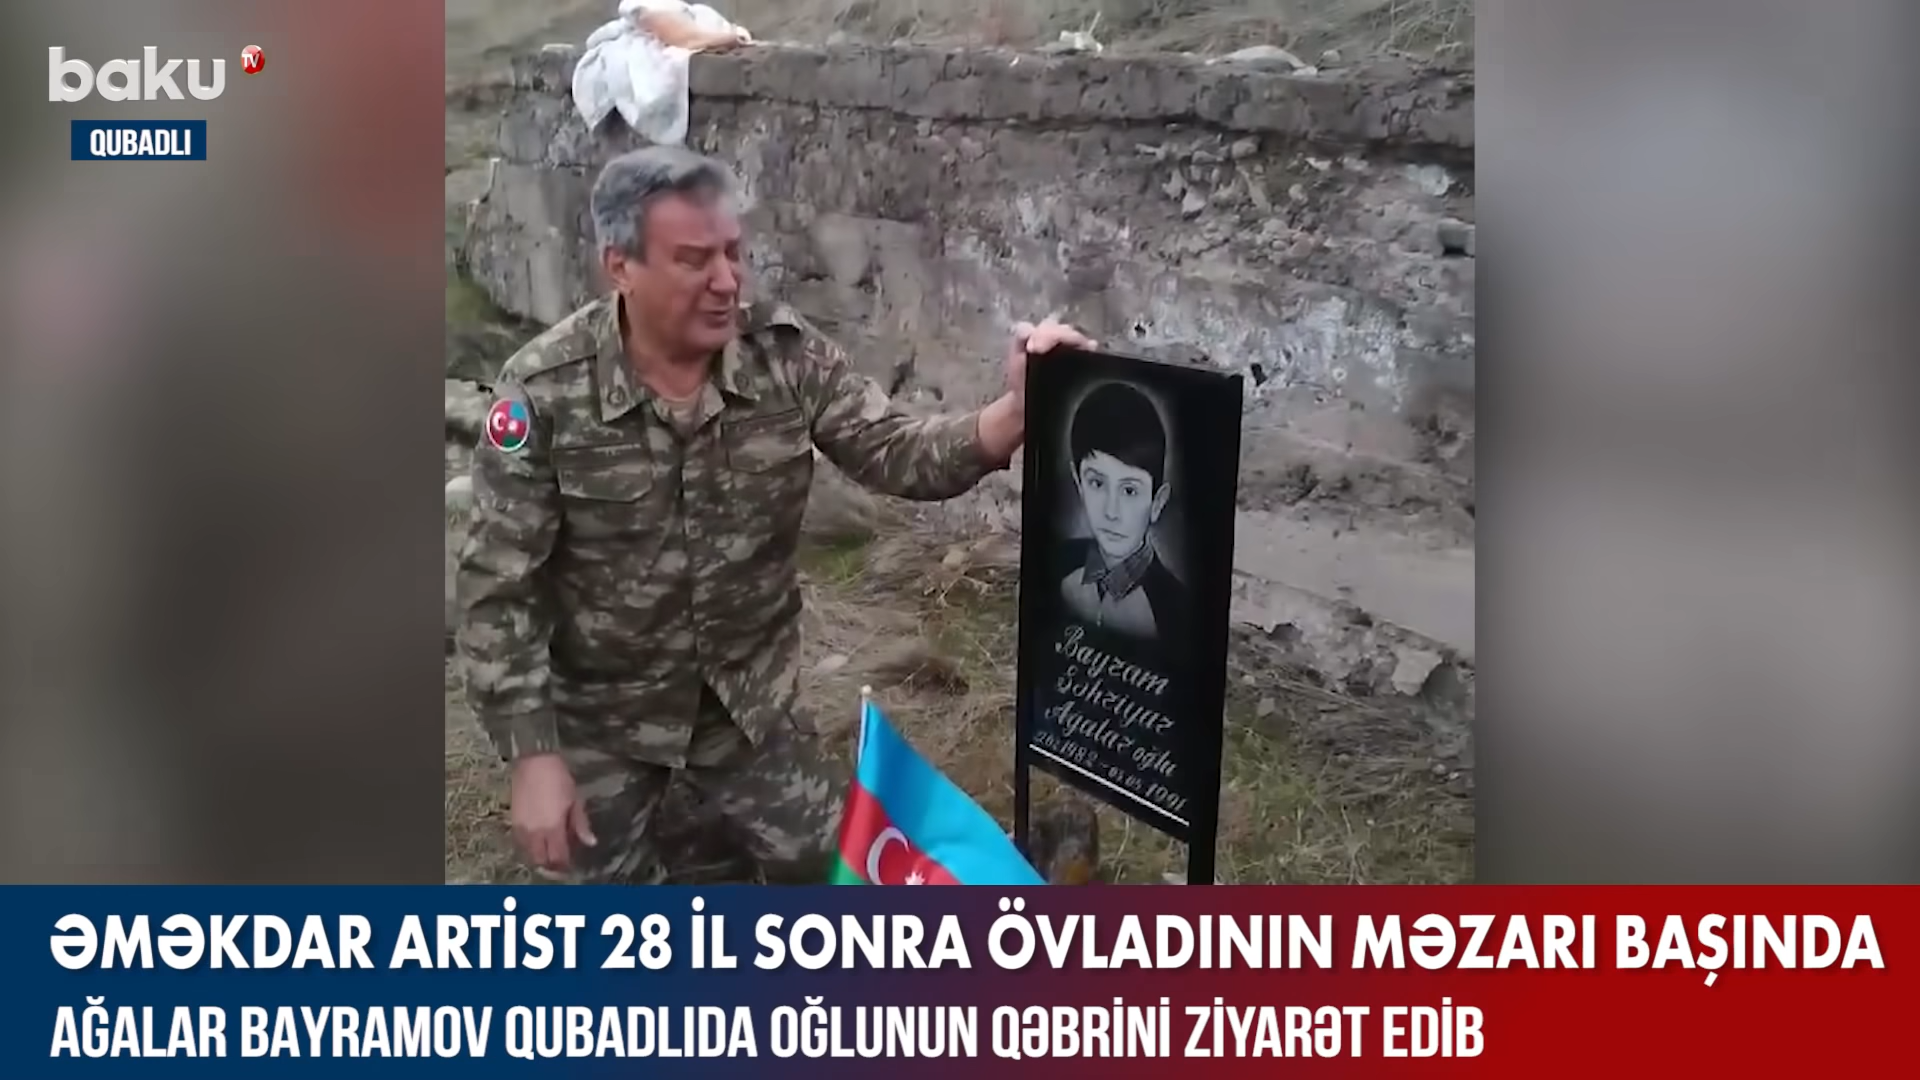 baku TV
QUBADLI
Bayram
Şəhriyar
Ağalar oğlu
ƏMƏKDAR ARTİST 28 İL SONRA ÖVLADININ MƏZARI BAŞINDA
AĞALAR BAYRAMOV QUBADLIDA OĞLUNUN QƏBRİNİ ZİYARƏT EDİB